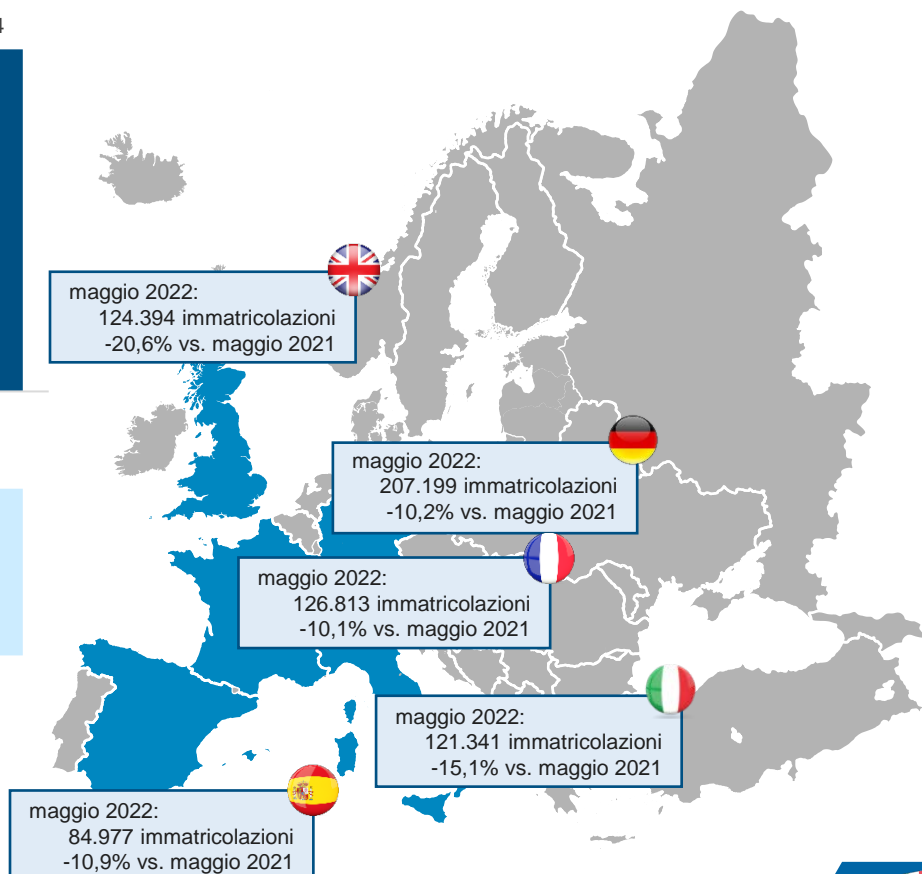 4
maggio 2022:
124.394 immatricolazioni
-20,6% vs. maggio 2021
maggio 2022:
207.199 immatricolazioni
-10,2% vs. maggio 2021
maggio 2022:
126.813 immatricolazioni
-10,1% vs. maggio 2021
maggio 2022:
121.341 immatricolazioni
-15,1% vs. maggio 2021
maggio 2022:
84.977 immatricolazioni
-10,9% vs. maggio 2021